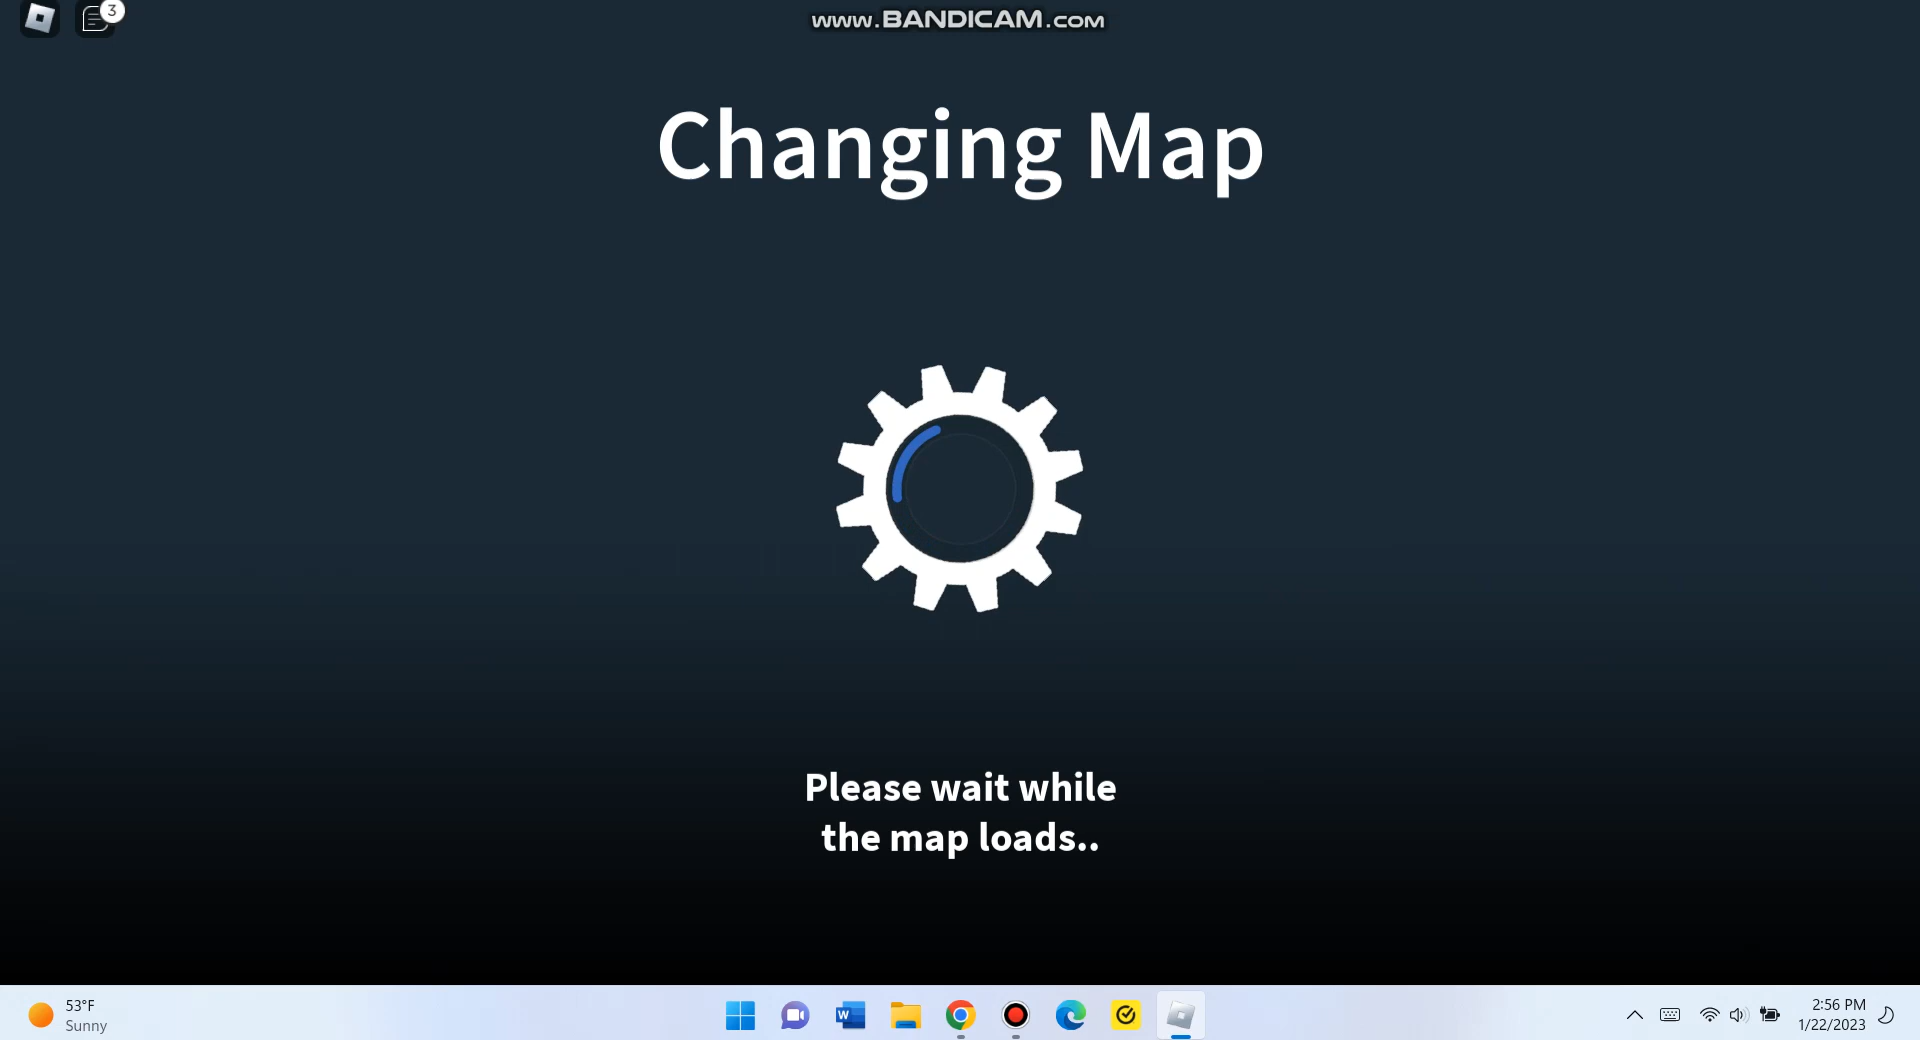 3
www.BANDICAM.com
Changing Map
Please wait while
the map loads..
53°F
Sunny
W
2:56 PM
1/22/2023